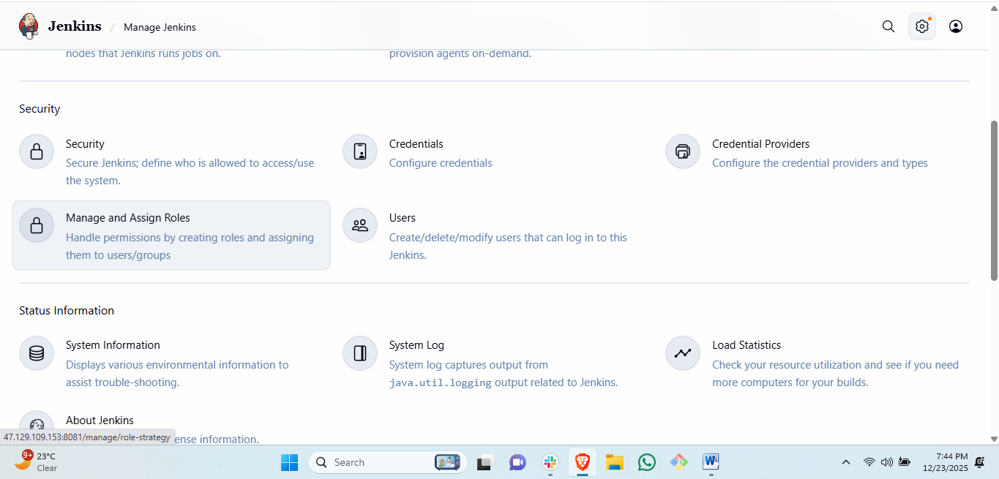 Jenkins / Manage Jenkins
nodes that Jenkins runs jobs on.
provision agents on-demand.
Security
Security
Secure Jenkins; define who is allowed to access/use
the system.
Credentials
Configure credentials
Credential Providers
Configure the credential providers and types
Manage and Assign Roles
Handle permissions by creating roles and assigning
them to users/groups
Users
Create/delete/modify users that can log in to this
Jenkins.
Status Information
System Information
Displays various environmental information to
assist trouble-shooting.
System Log
System log captures output from
java.util.logging output related to Jenkins.
Load Statistics
Check your resource utilization and see if you need
more computers for your builds.
About Jenkins
ense information.
47.129.109.153:8081/manage/role-strategy
9+
23°C
Clear
Search
W
7:44 PM
12/23/2025